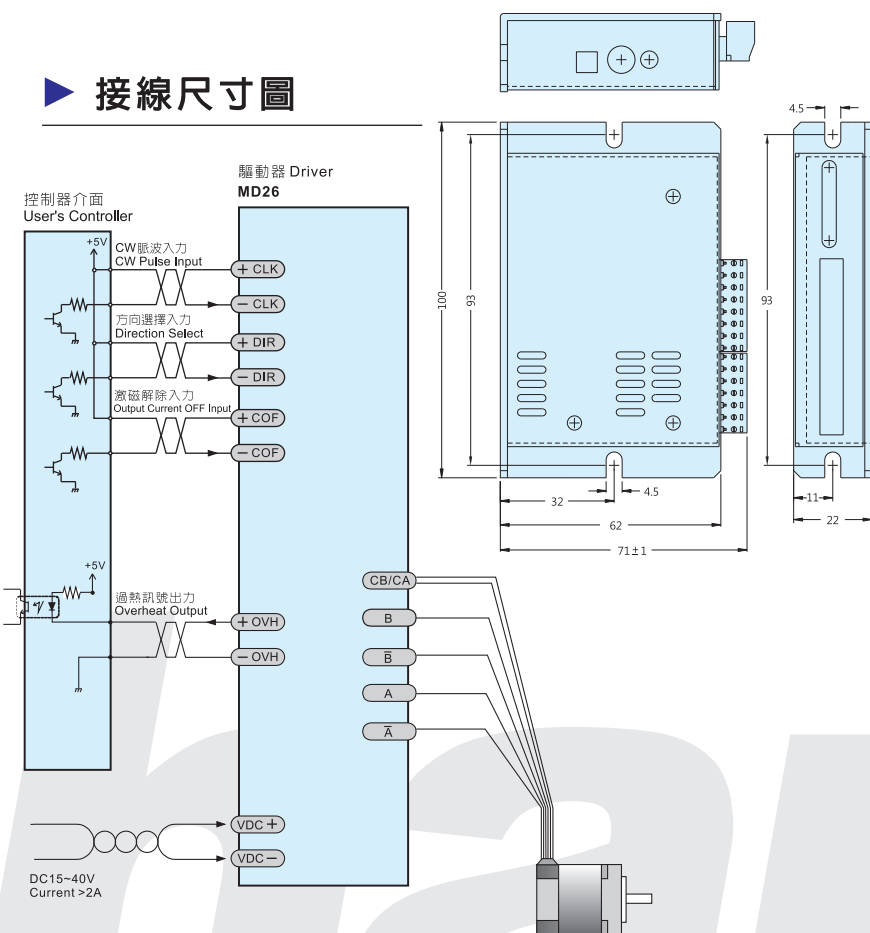 接線尺寸圖
驅動器 Driver
MD26
控制器介面
User's Controller
+5V
CW脈波入力
CW Pulse Input
+ CLK
− CLK
方向選擇入力
Direction Select
+ DIR
− DIR
激磁解除入力
Output Current OFF Input
+ COF
− COF
+5V
過熱訊號出力
Overheat Output
+ OVH
− OVH
CB/CA
B
B̅
A
A̅
VDC +
VDC −
DC15~40V
Current >2A
100
93
32
4.5
62
71±1
4.5
93
11
22